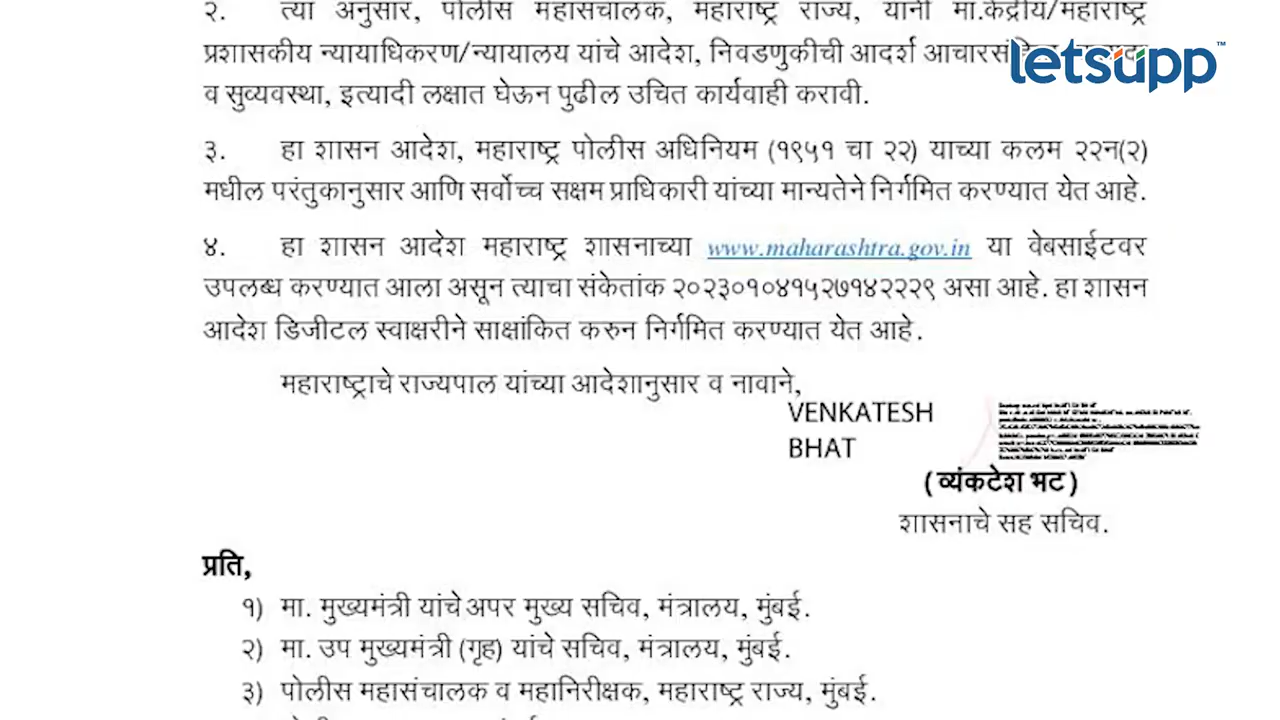 २. त्या अनुसार, पोलीस महासंचालक, महाराष्ट्र राज्य, यांनी मा.केंद्रीय/महाराष्ट्र
letsupp™
प्रशासकीय न्यायाधिकरण/न्यायालय यांचे आदेश, निवडणुकीची आदर्श
व सुव्यवस्था, इत्यादी लक्षात घेऊन पुढील उचित कार्यवाही करावी.
३. हा शासन आदेश, महाराष्ट्र पोलीस अधिनियम (१९५१ चा २२) याच्या कलम २२न(२)
मधील परंतुकानुसार आणि सर्वोच्च सक्षम प्राधिकारी यांच्या मान्यतेने निर्गमित करण्यात येत आहे.
४. हा शासन आदेश महाराष्ट्र शासनाच्या www.maharashtra.gov.in या वेबसाईटवर
उपलब्ध करण्यात आला असून त्याचा संकेतांक २०२३०१०४१५२७१४२२२९ असा आहे. हा शासन
आदेश डिजीटल स्वाक्षरीने साक्षांकित करुन निर्गमित करण्यात येत आहे.
महाराष्ट्राचे राज्यपाल यांच्या आदेशानुसार व नावाने,
VENKATESH
BHAT
(व्यंकटेश भट)
शासनाचे सह सचिव.
प्रति,
१) मा. मुख्यमंत्री यांचे अपर मुख्य सचिव, मंत्रालय, मुंबई.
२) मा. उप मुख्यमंत्री (गृह) यांचे सचिव, मंत्रालय, मुंबई.
३) पोलीस महासंचालक व महानिरीक्षक, महाराष्ट्र राज्य, मुंबई.